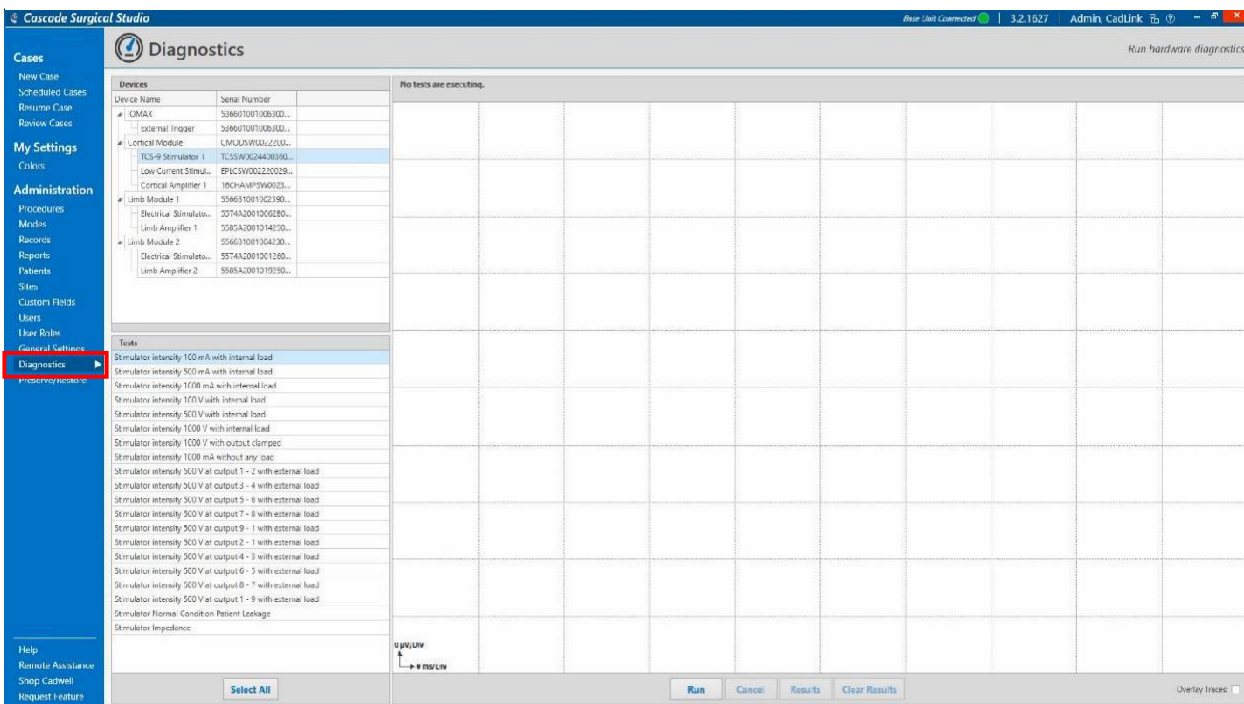 Cascade Surgical Studio
Base Unit Connected | 3.2.1627 | Admin, CadLink
Cases
New Case
Scheduled Cases
Resume Case
Review Cases
My Settings
Colors
Administration
Procedures
Modes
Records
Reports
Patients
Sites
Custom Fields
Users
User Roles
General Settings
Diagnostics
Preserve/Restore
Help
Remote Assistance
Shop Cadwell
Request Feature
Diagnostics
Run hardware diagnostics
Devices
Device Name Serial Number
IOMAX
External Trigger
Cortical Module
TCS-9 Stimulator 1
Low Current Stimul...
Cortical Amplifier 1
Limb Module 1
Electrical Stimulato...
Limb Amplifier 1
Limb Module 2
Electrical Stimulato...
Limb Amplifier 2
Tests
Stimulator intensity 100 mA with internal load
Stimulator intensity 500 mA with internal load
Stimulator intensity 1000 mA with internal load
Stimulator intensity 100 V with internal load
Stimulator intensity 500 V with internal load
Stimulator intensity 1000 V with internal load
Stimulator intensity 1000 V with output clamped
Stimulator intensity 1000 mA without any load
Stimulator intensity 500 V at output 1 - 2 with external load
Stimulator intensity 500 V at output 3 - 4 with external load
Stimulator intensity 500 V at output 5 - 6 with external load
Stimulator intensity 500 V at output 7 - 8 with external load
Stimulator intensity 500 V at output 9 - 1 with external load
Stimulator intensity 500 V at output 2 - 1 with external load
Stimulator intensity 500 V at output 4 - 3 with external load
Stimulator intensity 500 V at output 6 - 5 with external load
Stimulator intensity 500 V at output 8 - 7 with external load
Stimulator intensity 500 V at output 1 - 9 with external load
Stimulator Normal Condition Patient Leakage
Stimulator Impedance
Select All
No tests are executing.
0 µV/Div
0 ms/Div
Run Cancel Results Clear Results
Overlay Traces